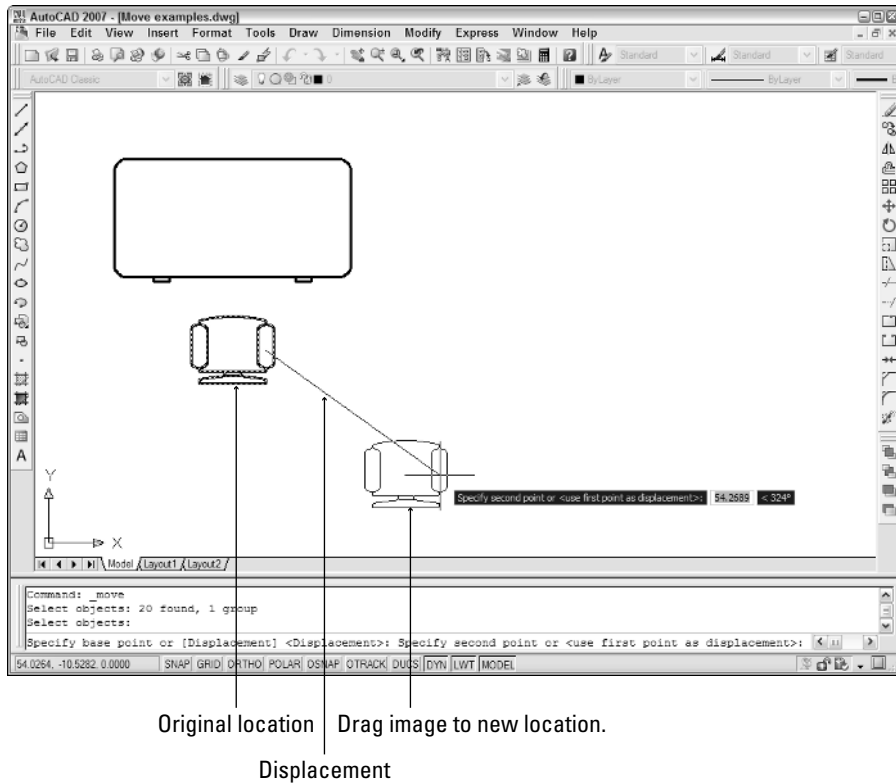 AutoCAD 2007 - [Move examples.dwg]
File Edit View Insert Format Tools Draw Dimension Modify Express Window Help
Standard Standard Standard
AutoCAD Classic 0 ByLayer ByLayer
A
Specify second point or <use first point as displacement>: 54.2689 < 324°
Y
X
Model Layout1 Layout2
Command: _move
Select objects: 20 found, 1 group
Select objects:
Specify base point or [Displacement] <Displacement>: Specify second point or <use first point as displacement>:
54.0264, -10.5282, 0.0000 SNAP GRID ORTHO POLAR OSNAP OTRACK DUCS DYN LWT MODEL
Original location Drag image to new location.
Displacement